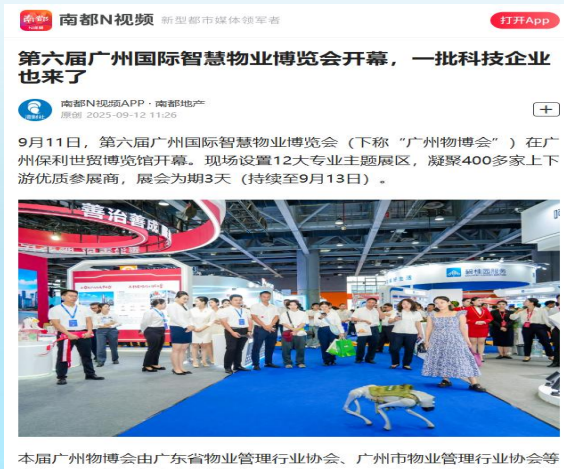 南都N视频 新型都市媒体领军者
打开App
第六届广州国际智慧物业博览会开幕，一批科技企业
也来了
南都N视频APP · 南都地产
原创 2025-09-12 11:26
9月11日，第六届广州国际智慧物业博览会（下称“广州物博会”）在广
州保利世贸博览馆开幕。现场设置12大专业主题展区，凝聚400多家上下
游优质参展商，展会为期3天（持续至9月13日）。
善治善成
碧桂园服务
本届广州物博会由广东省物业管理行业协会、广州市物业管理行业协会等